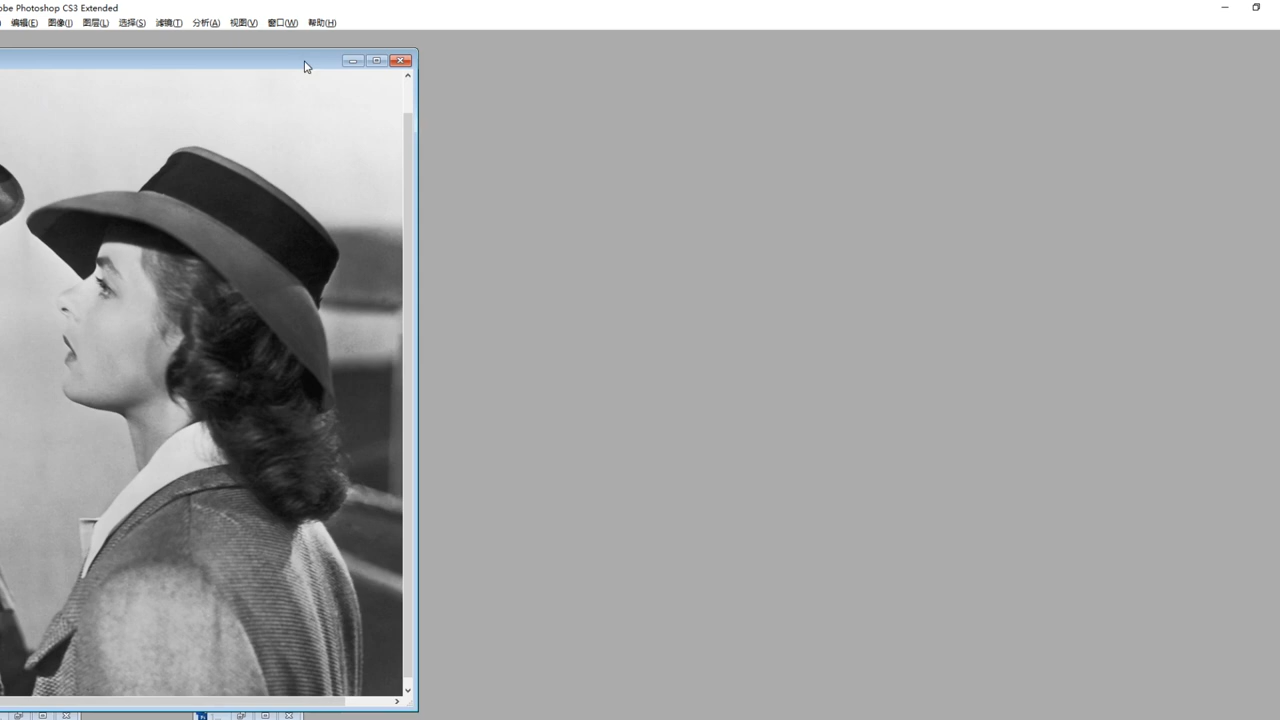 obe Photoshop CS3 Extended
编辑(E) 图像(I) 图层(L) 选择(S) 滤镜(T) 分析(A) 视图(V) 窗口(W) 帮助(H)